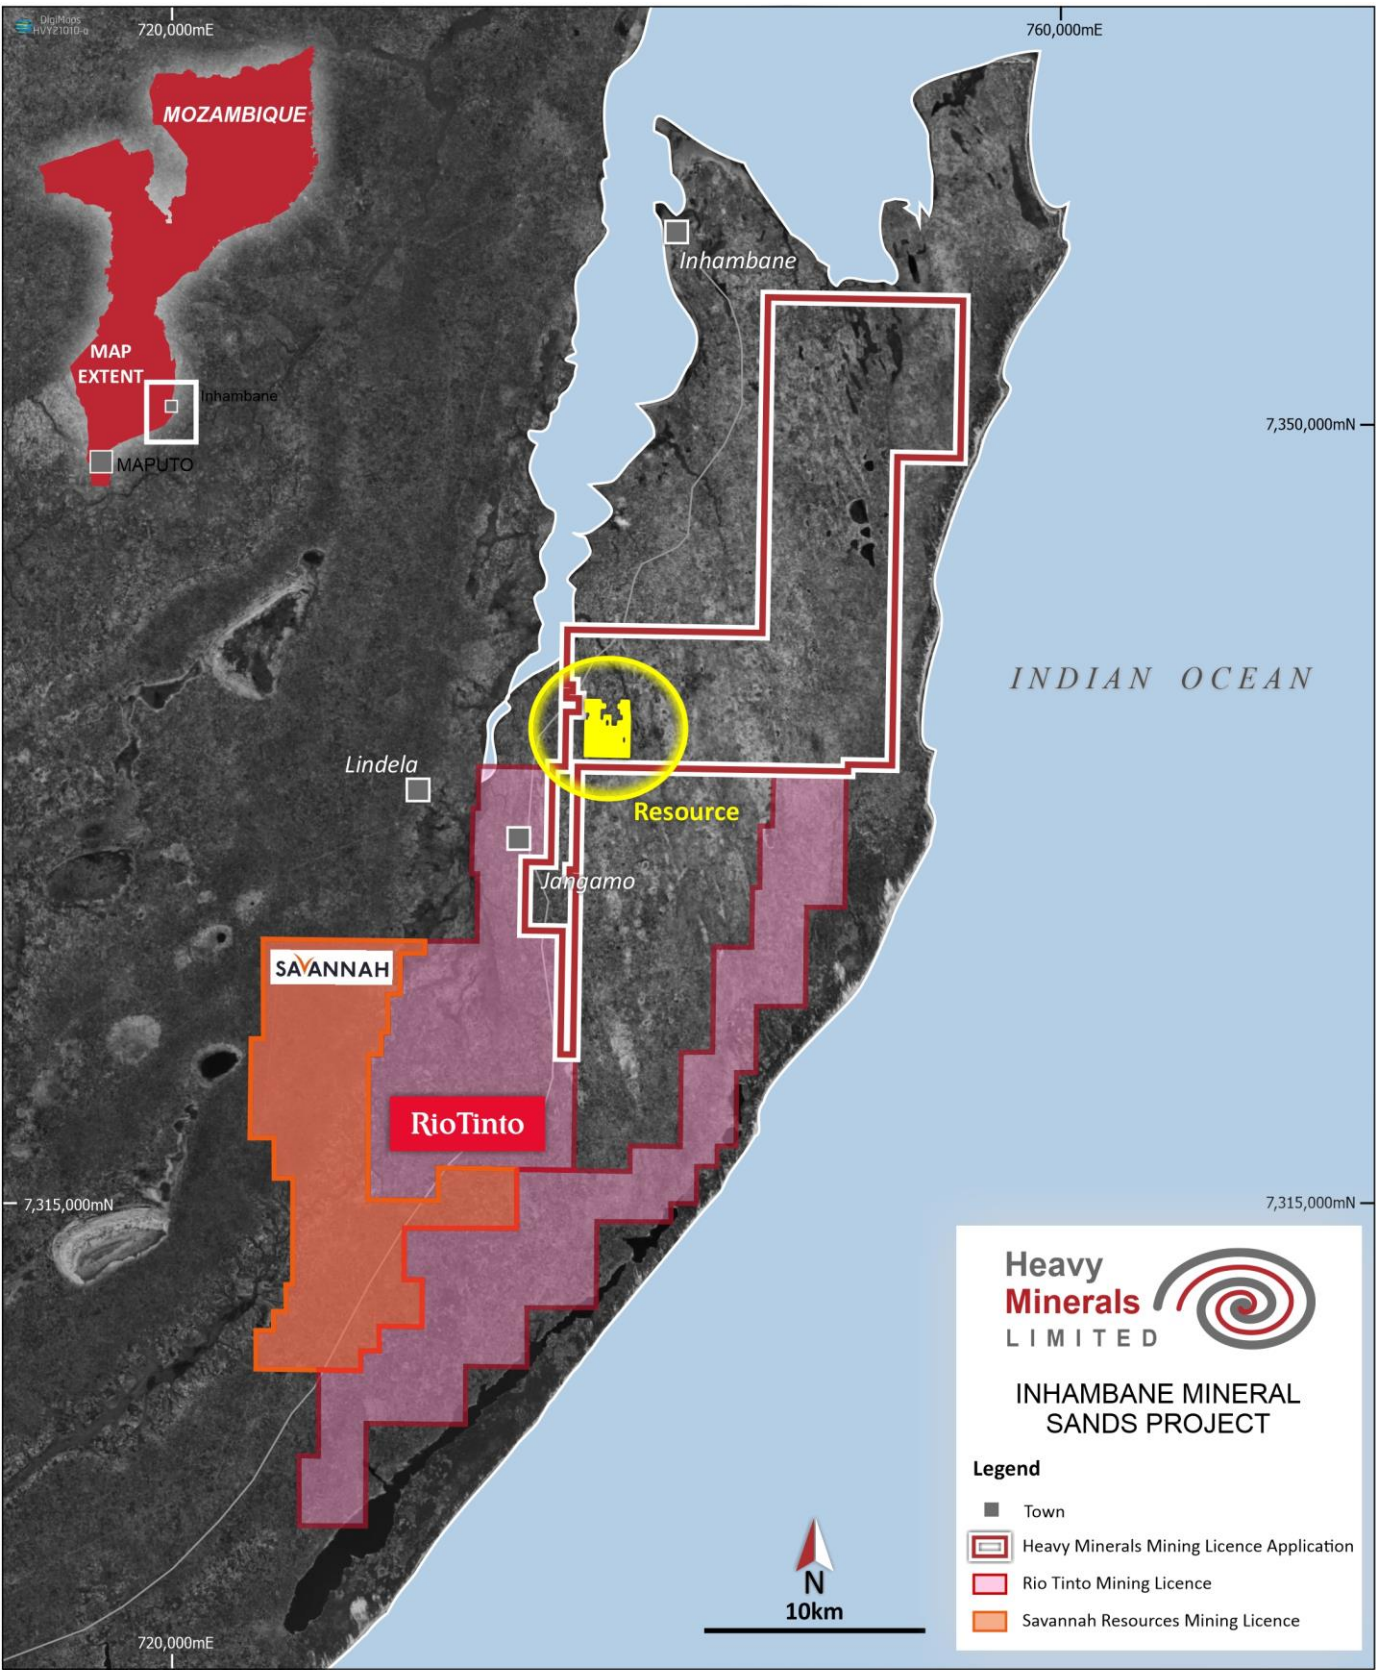 DigiMaps
HVY21010-a
720,000mE
760,000mE
MOZAMBIQUE
MAP
EXTENT
Inhambane
MAPUTO
Inhambane
7,350,000mN
INDIAN OCEAN
Lindela
Resource
Jangamo
SAVANNAH
RioTinto
7,315,000mN
7,315,000mN
Heavy
Minerals
LIMITED
INHAMBANE MINERAL
SANDS PROJECT
Legend
Town
Heavy Minerals Mining Licence Application
Rio Tinto Mining Licence
Savannah Resources Mining Licence
N
10km
720,000mE